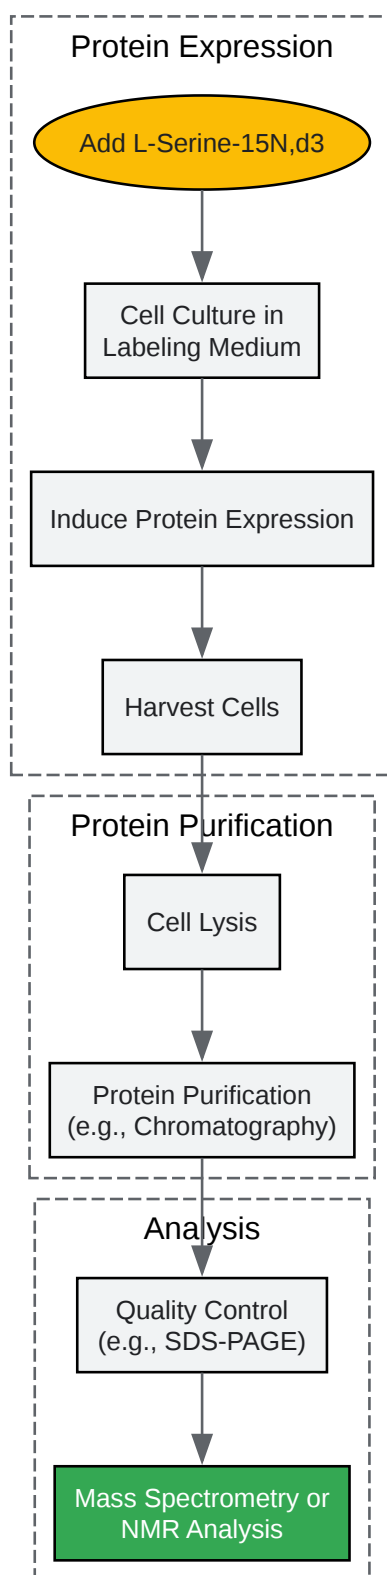 Protein Expression
Add L-Serine-15N,d3
Cell Culture in
Labeling Medium
Induce Protein Expression
Harvest Cells
Protein Purification
Cell Lysis
Protein Purification
(e.g., Chromatography)
Analysis
Quality Control
(e.g., SDS-PAGE)
Mass Spectrometry or
NMR Analysis